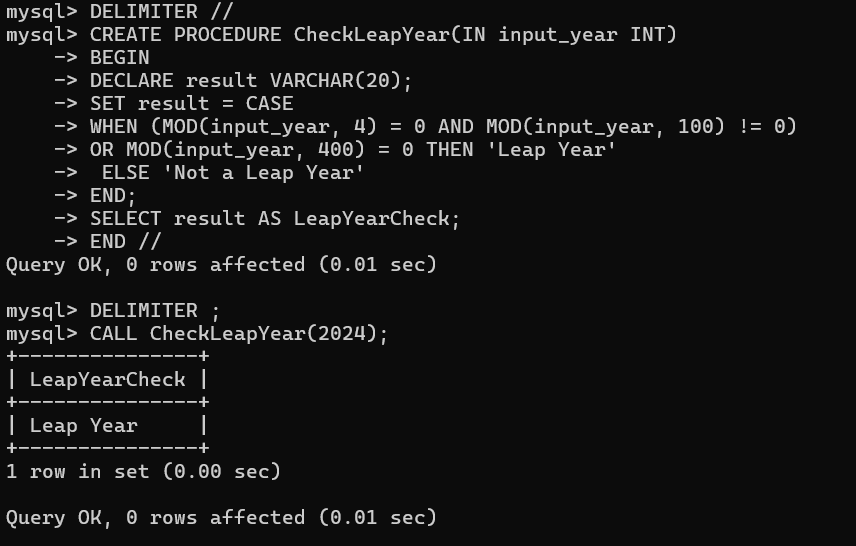 mysql> DELIMITER //
mysql> CREATE PROCEDURE CheckLeapYear(IN input_year INT)
    -> BEGIN
    -> DECLARE result VARCHAR(20);
    -> SET result = CASE
    -> WHEN (MOD(input_year, 4) = 0 AND MOD(input_year, 100) != 0)
    -> OR MOD(input_year, 400) = 0 THEN 'Leap Year'
    ->  ELSE 'Not a Leap Year'
    -> END;
    -> SELECT result AS LeapYearCheck;
    -> END //
Query OK, 0 rows affected (0.01 sec)

mysql> DELIMITER ;
mysql> CALL CheckLeapYear(2024);
+---------------+
| LeapYearCheck |
+---------------+
| Leap Year     |
+---------------+
1 row in set (0.00 sec)

Query OK, 0 rows affected (0.01 sec)